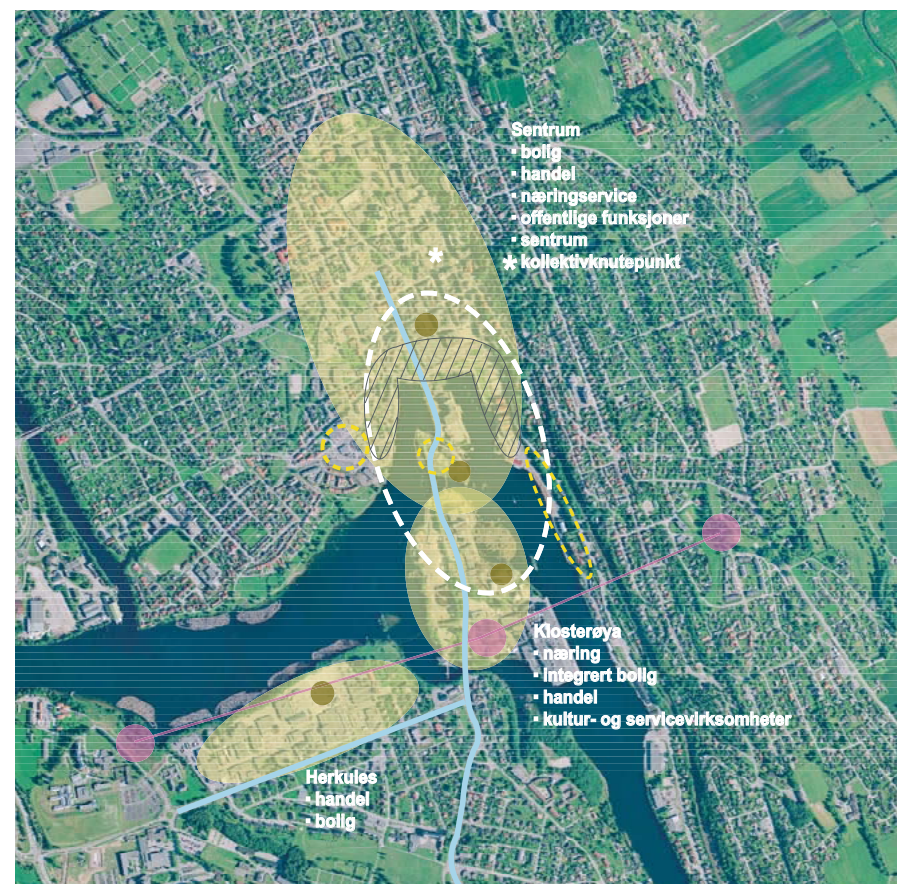 Sentrum
▪ bolig
▪ handel
▪ næringservice
▪ offentlige funksjoner
▪ sentrum
* kollektivknutepunkt
Klosterøya
▪ næring
▪ integrert bolig
▪ handel
▪ kultur- og servicevirksomheter
Herkules
▪ handel
▪ bolig